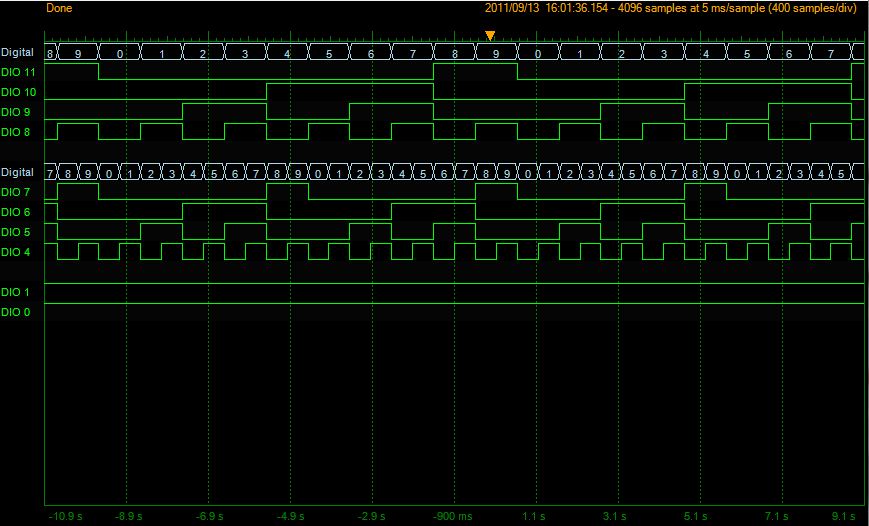 Done 2011/09/13 16:01:36.154 - 4096 samples at 5 ms/sample (400 samples/div)
Digital 8 9 0 1 2 3 4 5 6 7 8 9 0 1 2 3 4 5 6 7
DIO 11
DIO 10
DIO 9
DIO 8
Digital 7 8 9 0 1 2 3 4 5 6 7 8 9 0 1 2 3 4 5 6 7 8 9 0 1 2 3 4 5 6 7 8 9 0 1 2 3 4 5
DIO 7
DIO 6
DIO 5
DIO 4
DIO 1
DIO 0
-10.9 s -8.9 s -6.9 s -4.9 s -2.9 s -900 ms 1.1 s 3.1 s 5.1 s 7.1 s 9.1 s